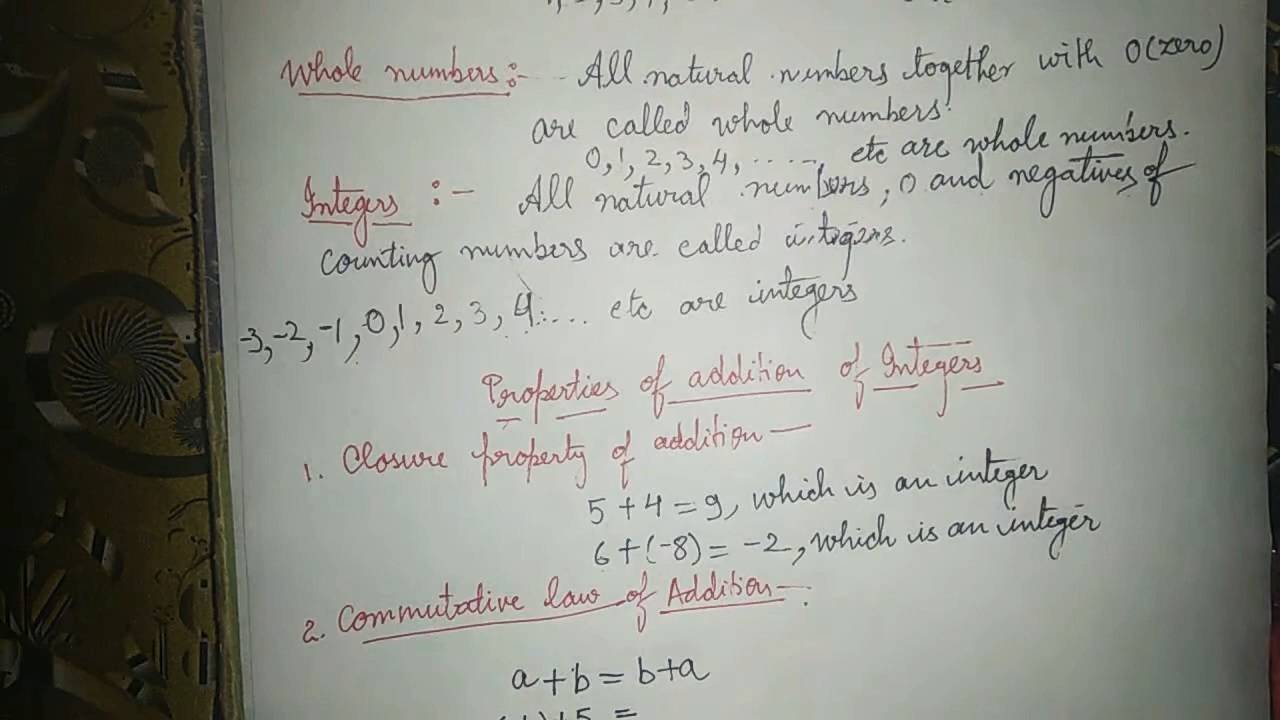 Whole numbers:- All natural numbers together with 0(zero)
are called whole numbers.
0, 1, 2, 3, 4, ....., etc are whole numbers.
Integers :- All natural numbers, 0 and negatives of
counting numbers are called integers.
-3, -2, -1, 0, 1, 2, 3, 4.... etc are integers
Properties of addition of Integers
1. Closure property of addition —
5 + 4 = 9, which is an integer
6 + (-8) = -2, which is an integer
2. Commutative law of Addition—:
a + b = b + a